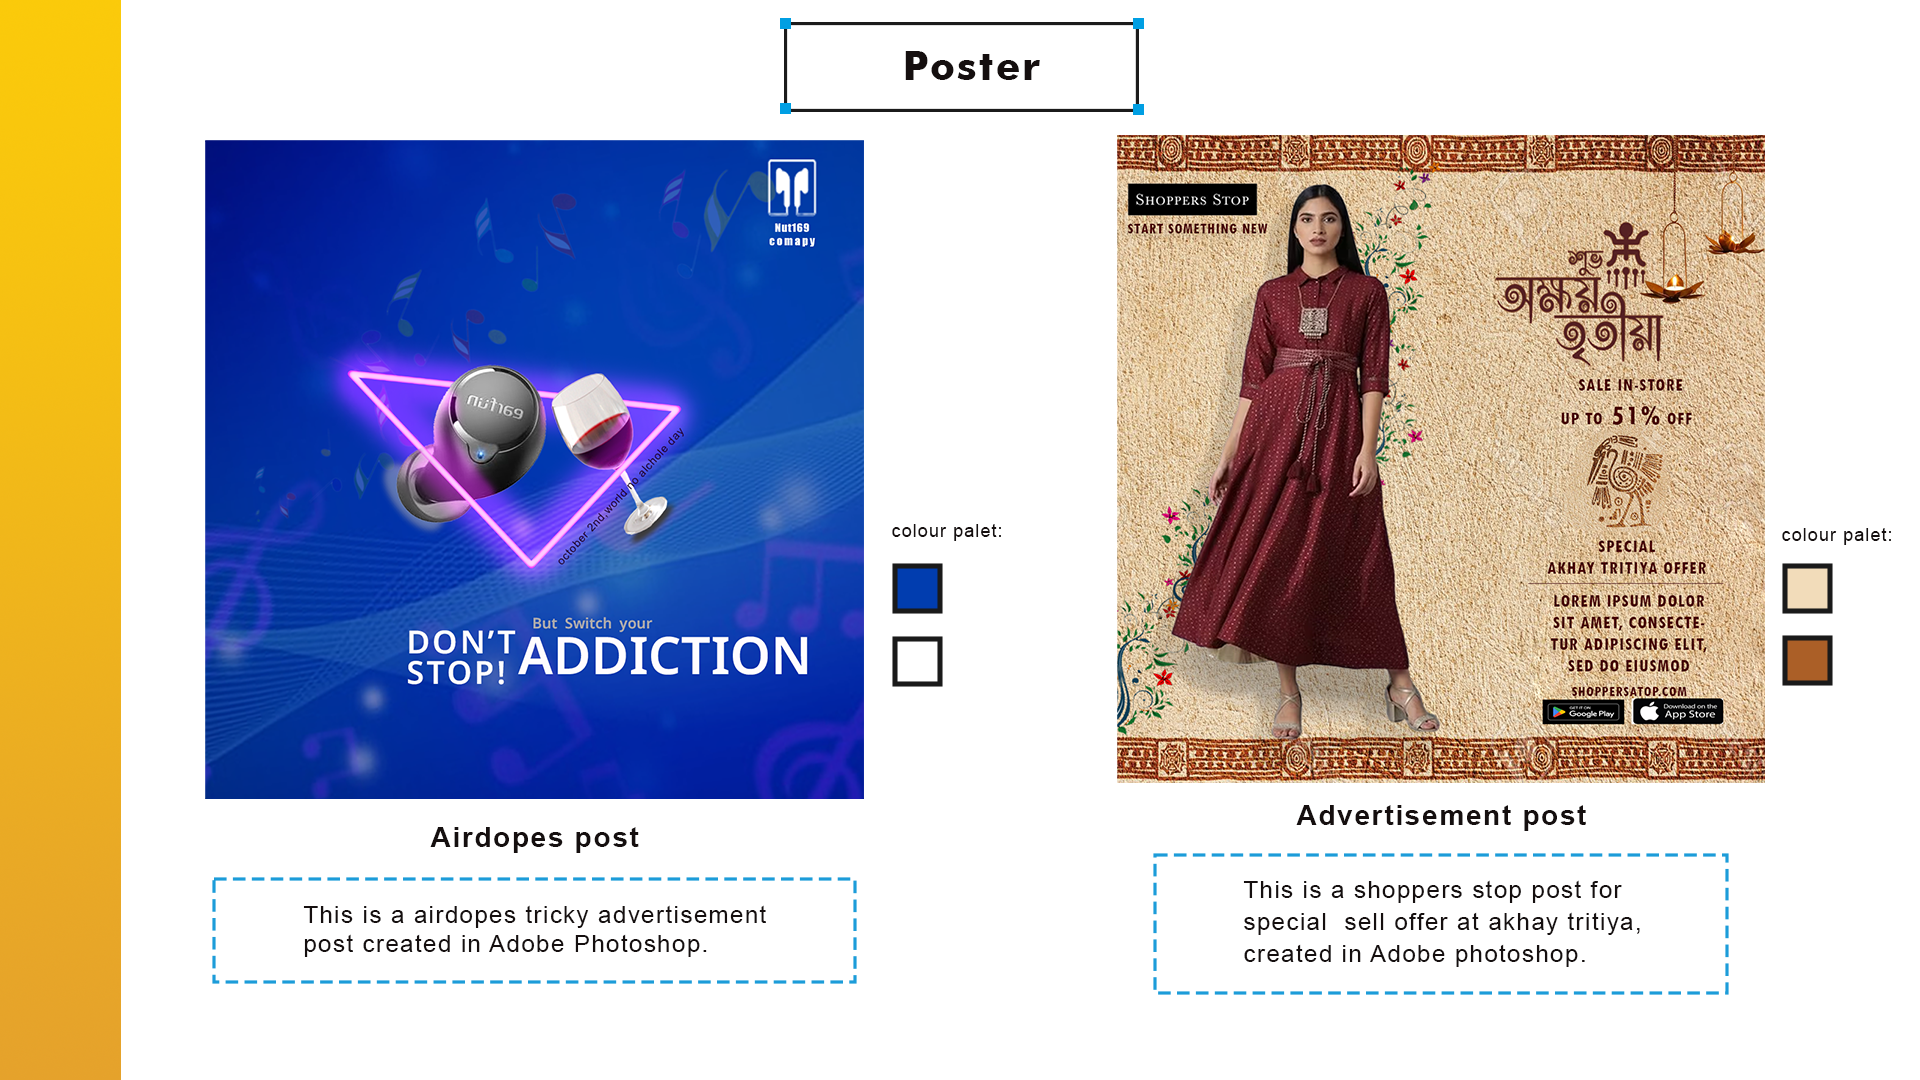 Poster
Nut169
comapy
earfun
october 2nd,world no alchole day
But Switch your
DON'T
STOP!
ADDICTION
colour palet:
Airdopes post
This is a airdopes tricky advertisement
post created in Adobe Photoshop.
SHOPPERS STOP
START SOMETHING NEW
শুভ
অক্ষয়
তৃতীয়া
SALE IN-STORE
UP TO 51% OFF
SPECIAL
AKHAY TRITIYA OFFER
LOREM IPSUM DOLOR
SIT AMET, CONSECTE-
TUR ADIPISCING ELIT,
SED DO EIUSMOD
SHOPPERSATOP.COM
GET IT ON
Google Play
Download on the
App Store
colour palet:
Advertisement post
This is a shoppers stop post for
special  sell offer at akhay tritiya,
created in Adobe photoshop.